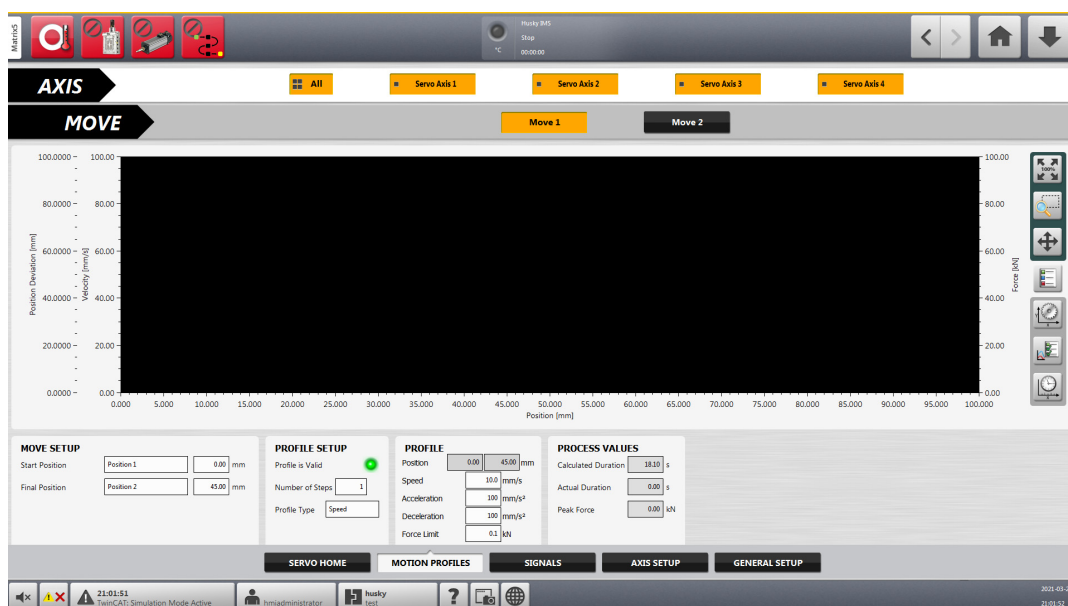 Matrix5
Husky IMS
Stop
°C 00:00:00
AXIS
All
Servo Axis 1
Servo Axis 2
Servo Axis 3
Servo Axis 4
MOVE
Move 1
Move 2
100.0000
80.0000
60.0000
40.0000
20.0000
0.0000
Position Deviation [mm]
100.00
80.00
60.00
40.00
20.00
0.00
Velocity [mm/s]
100.00
80.00
60.00
40.00
20.00
0.00
Force [kN]
0.000 5.000 10.000 15.000 20.000 25.000 30.000 35.000 40.000 45.000 50.000 55.000 60.000 65.000 70.000 75.000 80.000 85.000 90.000 95.000 100.000
Position [mm]
100%
MOVE SETUP
Start Position Position 1 0.00 mm
Final Position Position 2 45.00 mm
PROFILE SETUP
Profile is Valid
Number of Steps 1
Profile Type Speed
PROFILE
Position 0.00 45.00 mm
Speed 10.0 mm/s
Acceleration 100 mm/s²
Deceleration 100 mm/s²
Force Limit 0.1 kN
PROCESS VALUES
Calculated Duration 18.10 s
Actual Duration 0.00 s
Peak Force 0.00 kN
SERVO HOME
MOTION PROFILES
SIGNALS
AXIS SETUP
GENERAL SETUP
21:01:51
TwinCAT: Simulation Mode Active
hmiadministrator
husky
test
?
2021-03-2
21:01:52